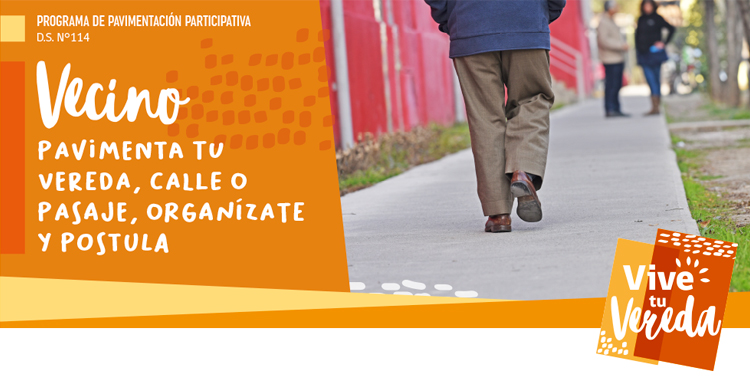 PROGRAMA DE PAVIMENTACIÓN PARTICIPATIVA
D.S. Nº114
Vecino
PAVIMENTA TU
VEREDA, CALLE O
PASAJE, ORGANÍZATE
Y POSTULA
Vive
tu
Vereda